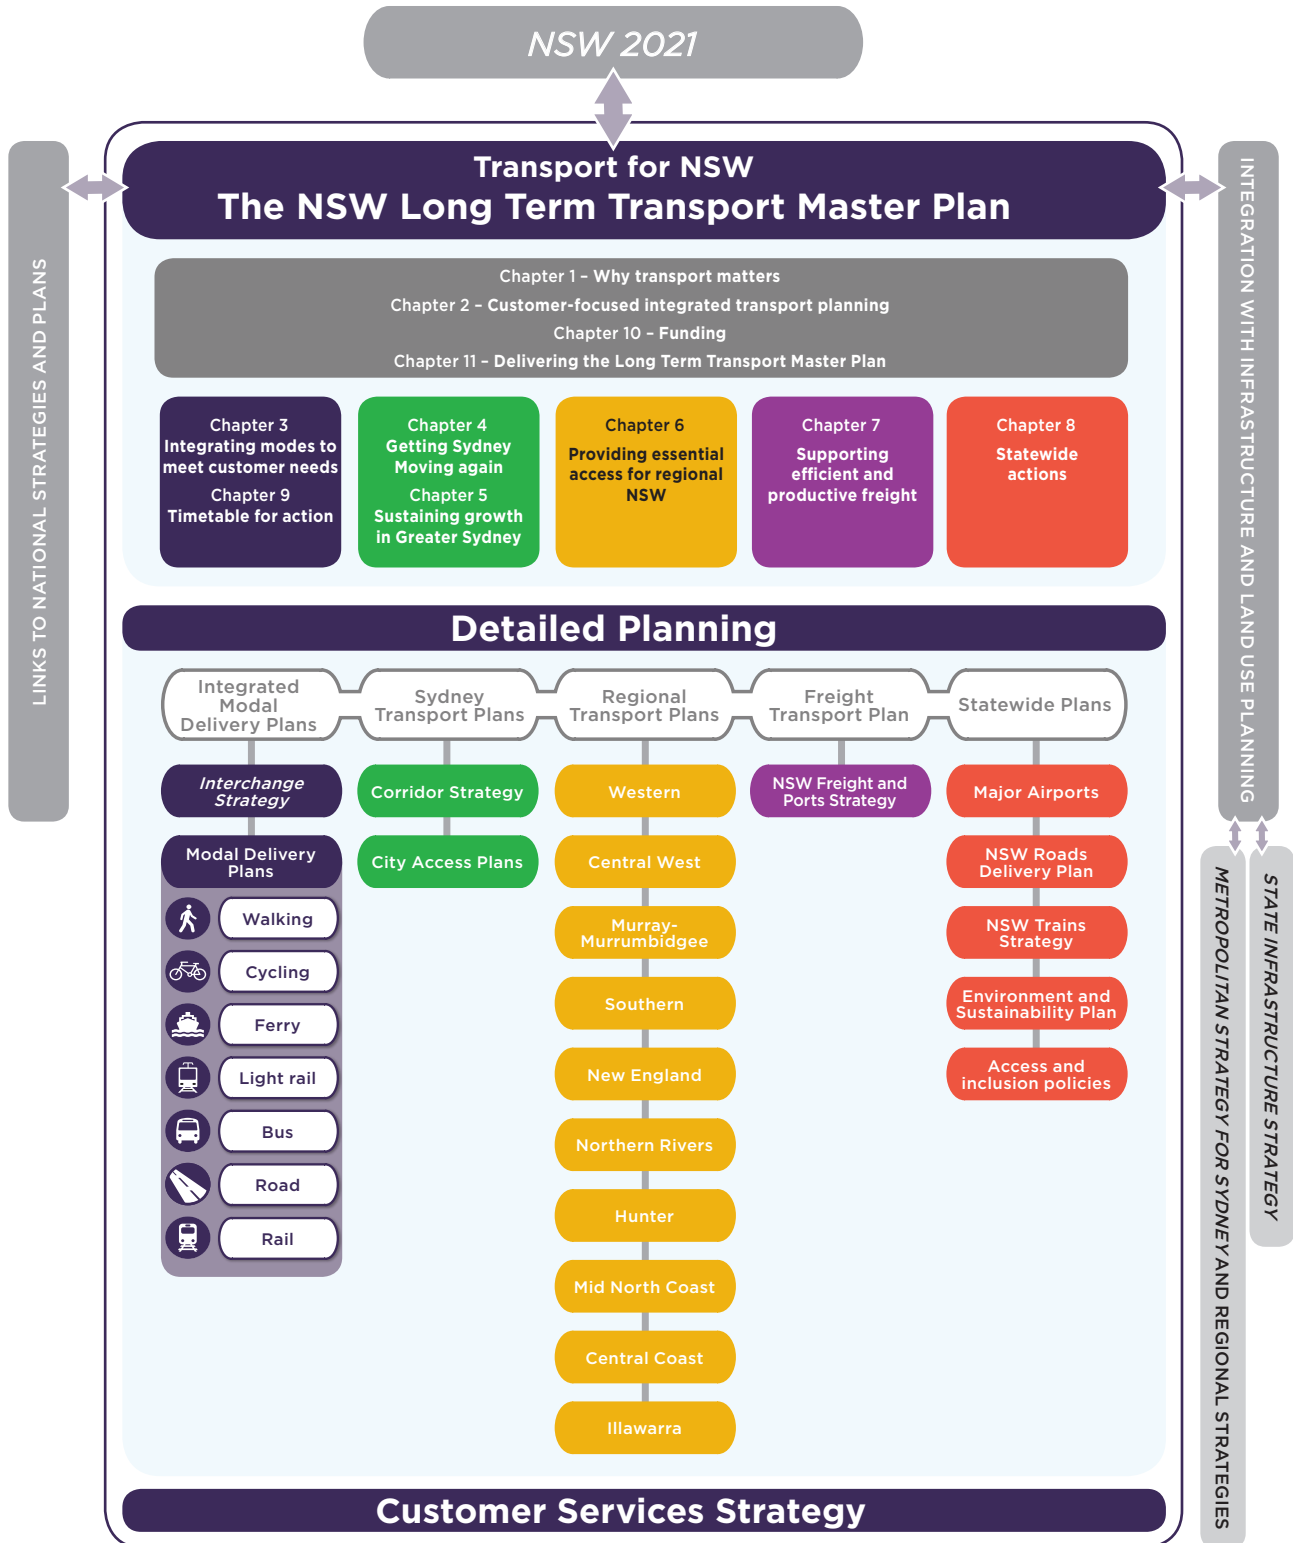 NSW 2021
Transport for NSW
The NSW Long Term Transport Master Plan
LINKS TO NATIONAL STRATEGIES AND PLANS
INTEGRATION WITH INFRASTRUCTURE AND LAND USE PLANNING
Chapter 1 – Why transport matters
Chapter 2 – Customer-focused integrated transport planning
Chapter 10 – Funding
Chapter 11 – Delivering the Long Term Transport Master Plan
Chapter 3
Integrating modes to
meet customer needs
Chapter 9
Timetable for action
Chapter 4
Getting Sydney
Moving again
Chapter 5
Sustaining growth
in Greater Sydney
Chapter 6
Providing essential
access for regional
NSW
Chapter 7
Supporting
efficient and
productive freight
Chapter 8
Statewide
actions
Detailed Planning
Integrated
Modal
Delivery Plans
Sydney
Transport Plans
Regional
Transport Plans
Freight
Transport Plan
Statewide Plans
Interchange
Strategy
Modal Delivery
Plans
Walking
Cycling
Ferry
Light rail
Bus
Road
Rail
Corridor Strategy
City Access Plans
Western
Central West
Murray-
Murrumbidgee
Southern
New England
Northern Rivers
Hunter
Mid North Coast
Central Coast
Illawarra
NSW Freight and
Ports Strategy
Major Airports
NSW Roads
Delivery Plan
NSW Trains
Strategy
Environment and
Sustainability Plan
Access and
inclusion policies
METROPOLITAN STRATEGY FOR SYDNEY AND REGIONAL STRATEGIES
STATE INFRASTRUCTURE STRATEGY
Customer Services Strategy